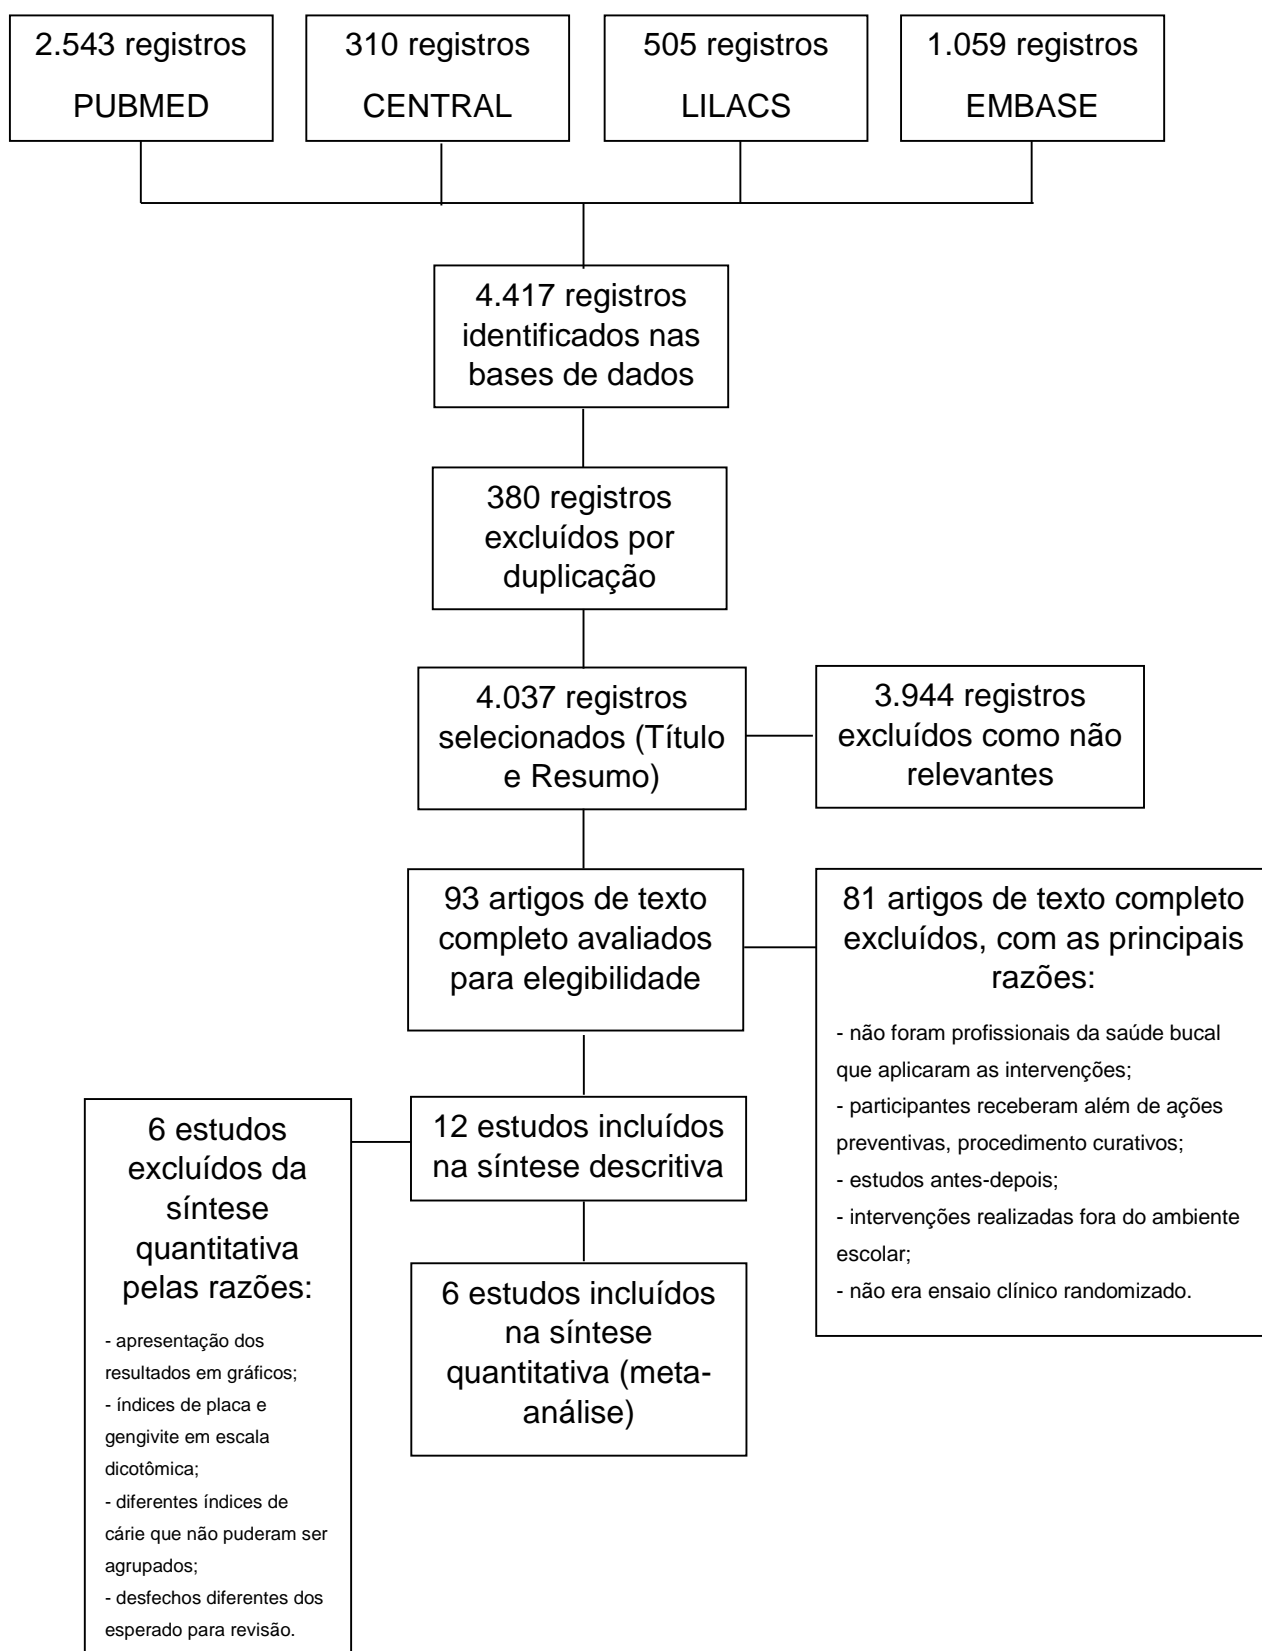 2.543 registros
PUBMED
310 registros
CENTRAL
505 registros
LILACS
1.059 registros
EMBASE
4.417 registros
identificados nas
bases de dados
380 registros
excluídos por
duplicação
4.037 registros
selecionados (Título
e Resumo)
3.944 registros
excluídos como não
relevantes
93 artigos de texto
completo avaliados
para elegibilidade
81 artigos de texto completo
excluídos, com as principais
razões:
- não foram profissionais da saúde bucal
que aplicaram as intervenções;
- participantes receberam além de ações
preventivas, procedimento curativos;
- estudos antes-depois;
- intervenções realizadas fora do ambiente
escolar;
- não era ensaio clínico randomizado.
12 estudos incluídos
na síntese descritiva
6 estudos
excluídos da
síntese
quantitativa
pelas razões:
- apresentação dos
resultados em gráficos;
- índices de placa e
gengivite em escala
dicotômica;
- diferentes índices de
cárie que não puderam ser
agrupados;
- desfechos diferentes dos
esperado para revisão.
6 estudos incluídos
na síntese
quantitativa (meta-
análise)